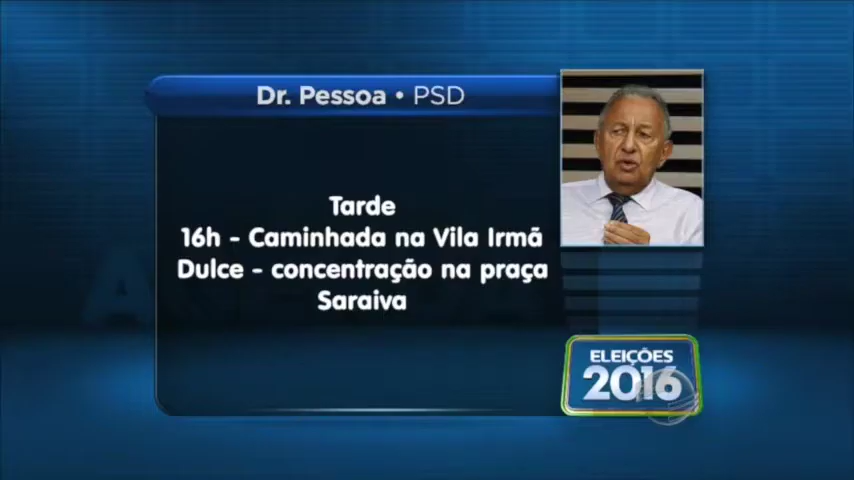 Dr. Pessoa • PSD
Tarde
16h - Caminhada na Vila Irmã
Dulce - concentração na praça
Saraiva
ELEIÇÕES
2016